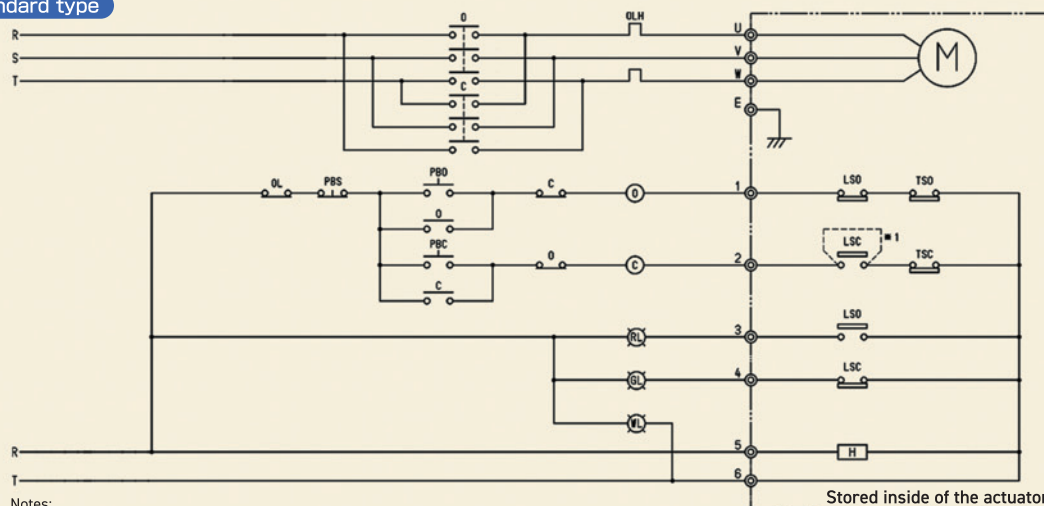 ndard type
O OLH
R U
S V M
T W
C
E
OL PBS PBO C O 1 LSO TSO
O
PBC O C 2 LSC ■1 TSC
C
RL 3 LSO
GL 4 LSC
WL
R 5 H
T 6
Notes:
Stored inside of the actuator